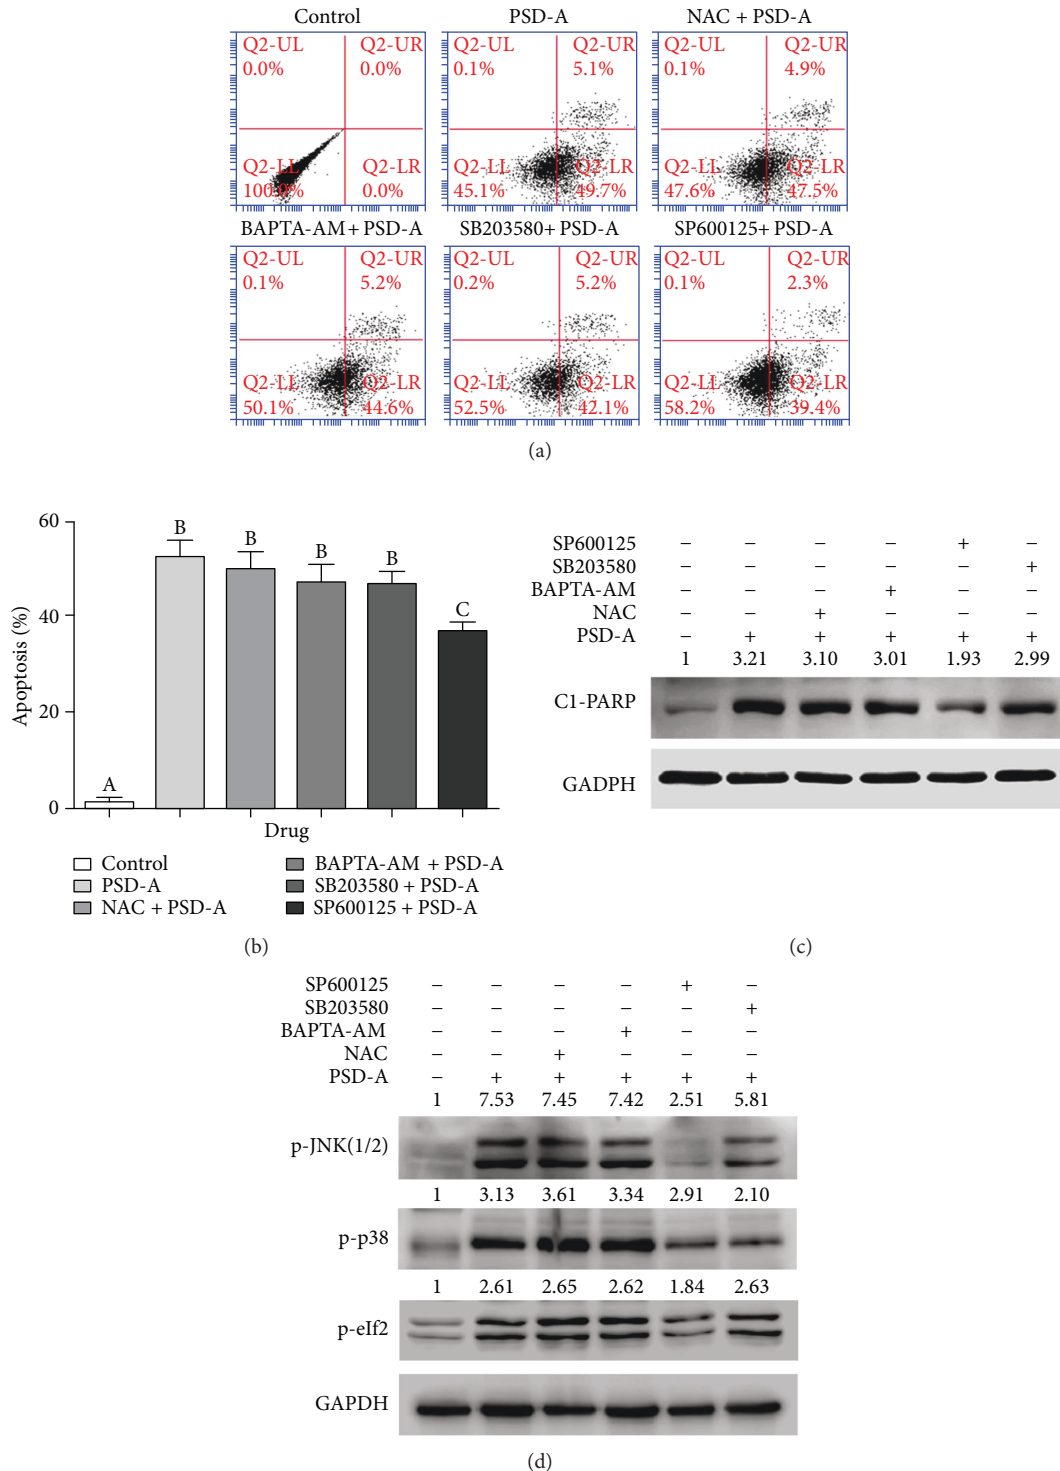 Control PSD-A NAC + PSD-A
Q2-UL Q2-UR Q2-UL Q2-UR Q2-UL Q2-UR
0.0% 0.0% 0.1% 5.1% 0.1% 4.9%
Q2-LL Q2-LR Q2-LL Q2-LR Q2-LL Q2-LR
100.0% 0.0% 45.1% 49.7% 47.6% 47.5%
BAPTA-AM + PSD-A SB203580+ PSD-A SP600125+ PSD-A
Q2-UL Q2-UR Q2-UL Q2-UR Q2-UL Q2-UR
0.1% 5.2% 0.2% 5.2% 0.1% 2.3%
Q2-LL Q2-LR Q2-LL Q2-LR Q2-LL Q2-LR
50.1% 44.6% 52.5% 42.1% 58.2% 39.4%
(a)
60
40
20
0
Apoptosis (%)
A B B B B C
Drug
Control
PSD-A
NAC + PSD-A
BAPTA-AM + PSD-A
SB203580 + PSD-A
SP600125 + PSD-A
(b)
SP600125 − − − − + −
SB203580 − − − − − +
BAPTA-AM − − − + − −
NAC − − + − − −
PSD-A − + + + + +
1 3.21 3.10 3.01 1.93 2.99
C1-PARP
GADPH
(c)
SP600125 − − − − + −
SB203580 − − − − − +
BAPTA-AM − − − + − −
NAC − − + − − −
PSD-A − + + + + +
1 7.53 7.45 7.42 2.51 5.81
p-JNK(1/2)
1 3.13 3.61 3.34 2.91 2.10
p-p38
1 2.61 2.65 2.62 1.84 2.63
p-eIf2
GAPDH
(d)